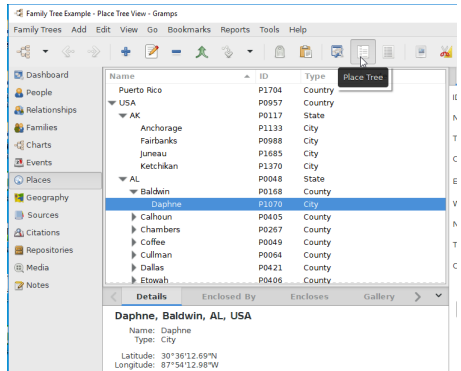 Family Tree Example - Place Tree View - Gramps
Family Trees Add Edit View Go Bookmarks Reports Tools Help
Place Tree
Dashboard
People
Relationships
Families
Charts
Events
Places
Geography
Sources
Citations
Repositories
Media
Notes
Name ID Type
Puerto Rico P1704 Country
USA P0957 Country
AK P0117 State
Anchorage P1133 City
Fairbanks P0988 City
Juneau P1685 City
Ketchikan P1370 City
AL P0048 State
Baldwin P0168 County
Daphne P1070 City
Calhoun P0405 County
Chambers P0267 County
Coffee P0049 County
Cullman P0064 County
Dallas P0421 County
Etowah P0406 County
Details Enclosed By Encloses Gallery
Daphne, Baldwin, AL, USA
Name: Daphne
Type: City
Latitude: 30°36'12.69"N
Longitude: 87°54'12.98"W